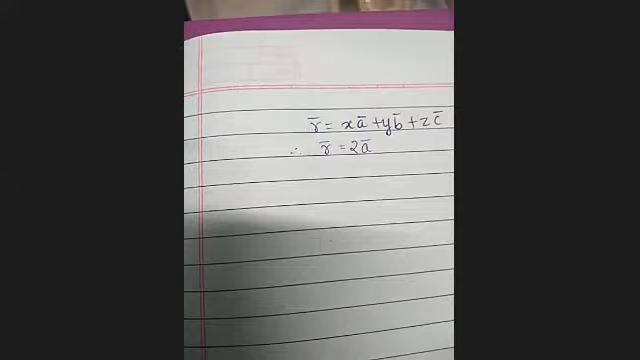 r̄ = xā + yb̄ + zc̄
∴ r̄ = 2ā